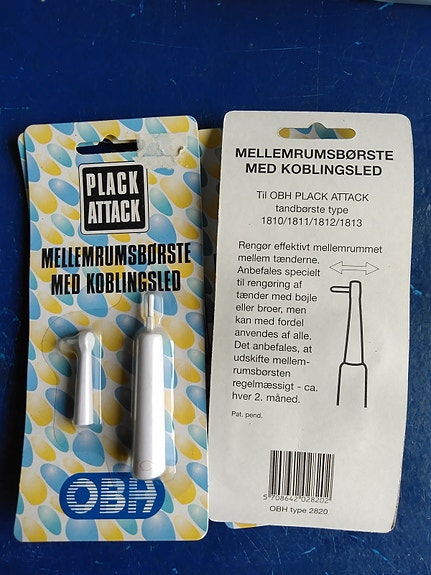 PLACK
ATTACK
MELLEMRUMSBØRSTE
MED KOBLINGSLED
OBH
MELLEMRUMSBØRSTE
MED KOBLINGSLED
Til OBH PLACK ATTACK
tandbørste type
1810/1811/1812/1813
Rengør effektivt mellemrummet
mellem tænderne.
Anbefales specielt
til rengøring af
tænder med bøjle
eller broer, men
kan med fordel
anvendes af alle.
Det anbefales, at
udskifte mellem-
rumsbørsten
regelmæssigt - ca.
hver 2. måned.
Pat. pend.
5 708642 028202
OBH type 2820